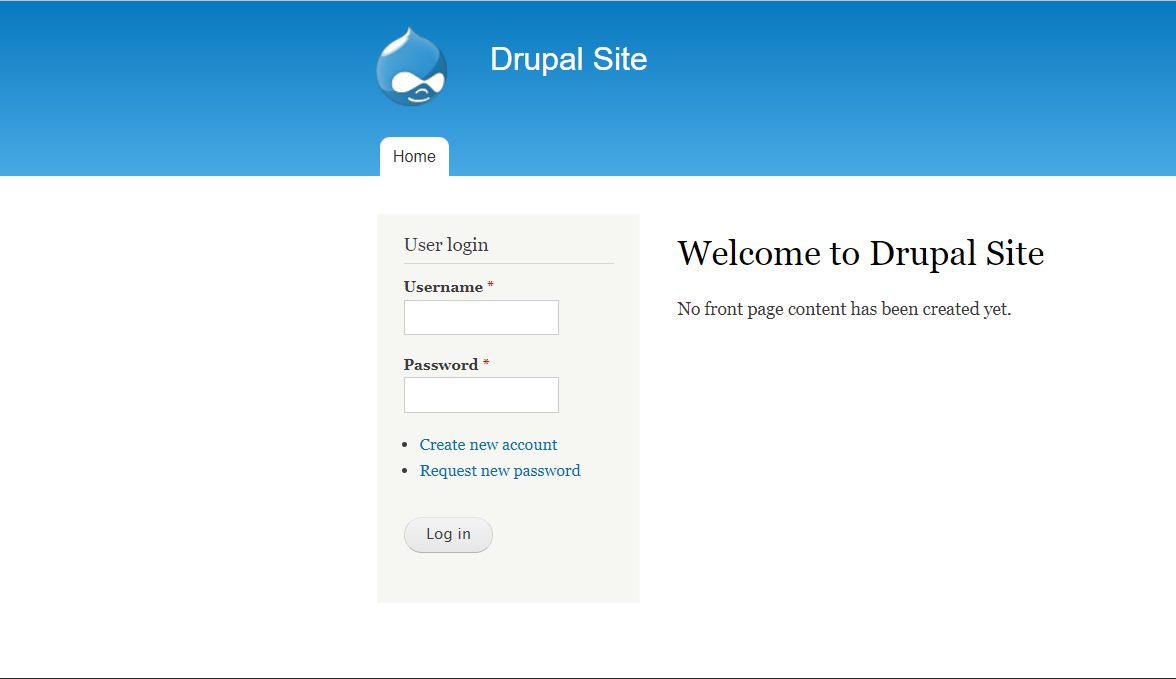 Drupal Site
Home
User login
Username *
Password *
Create new account
Request new password
Log in
Welcome to Drupal Site
No front page content has been created yet.